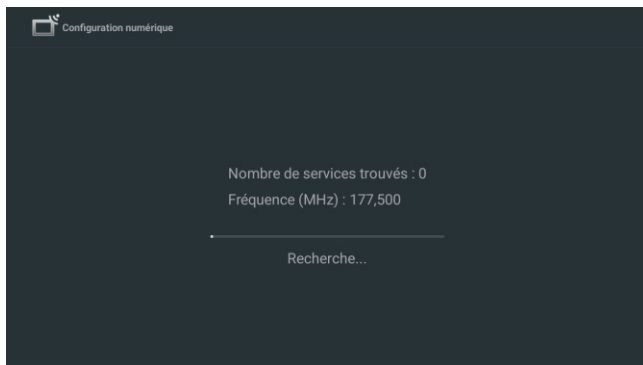 Configuration numérique
Nombre de services trouvés : 0
Fréquence (MHz) : 177,500
Recherche...